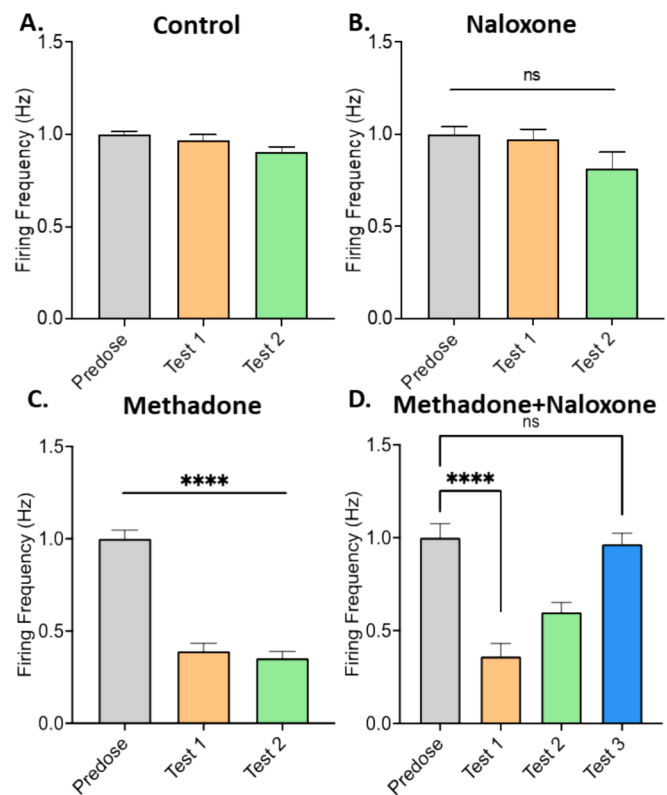 A.
Control
Firing Frequency (Hz)
1.5
1.0
0.5
0.0
Predose
Test 1
Test 2
B.
Naloxone
ns
Firing Frequency (Hz)
1.5
1.0
0.5
0.0
Predose
Test 1
Test 2
C.
Methadone
****
Firing Frequency (Hz)
1.5
1.0
0.5
0.0
Predose
Test 1
Test 2
D.
Methadone+Naloxone
ns
****
Firing Frequency (Hz)
1.5
1.0
0.5
0.0
Predose
Test 1
Test 2
Test 3